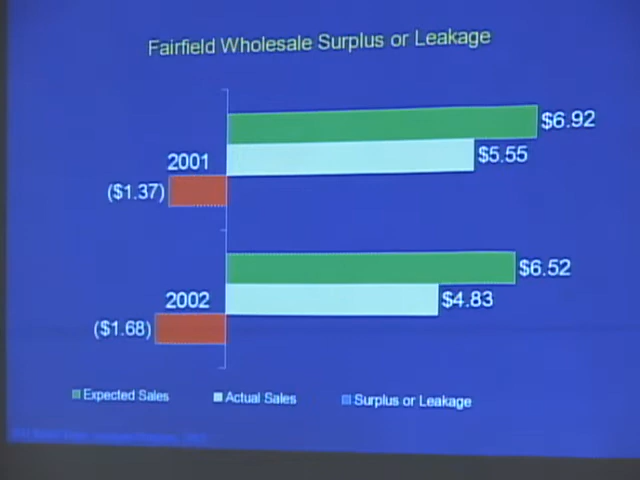 Fairfield Wholesale Surplus or Leakage
$6.92
2001
$5.55
($1.37)
$6.52
2002
$4.83
($1.68)
Expected Sales
Actual Sales
Surplus or Leakage